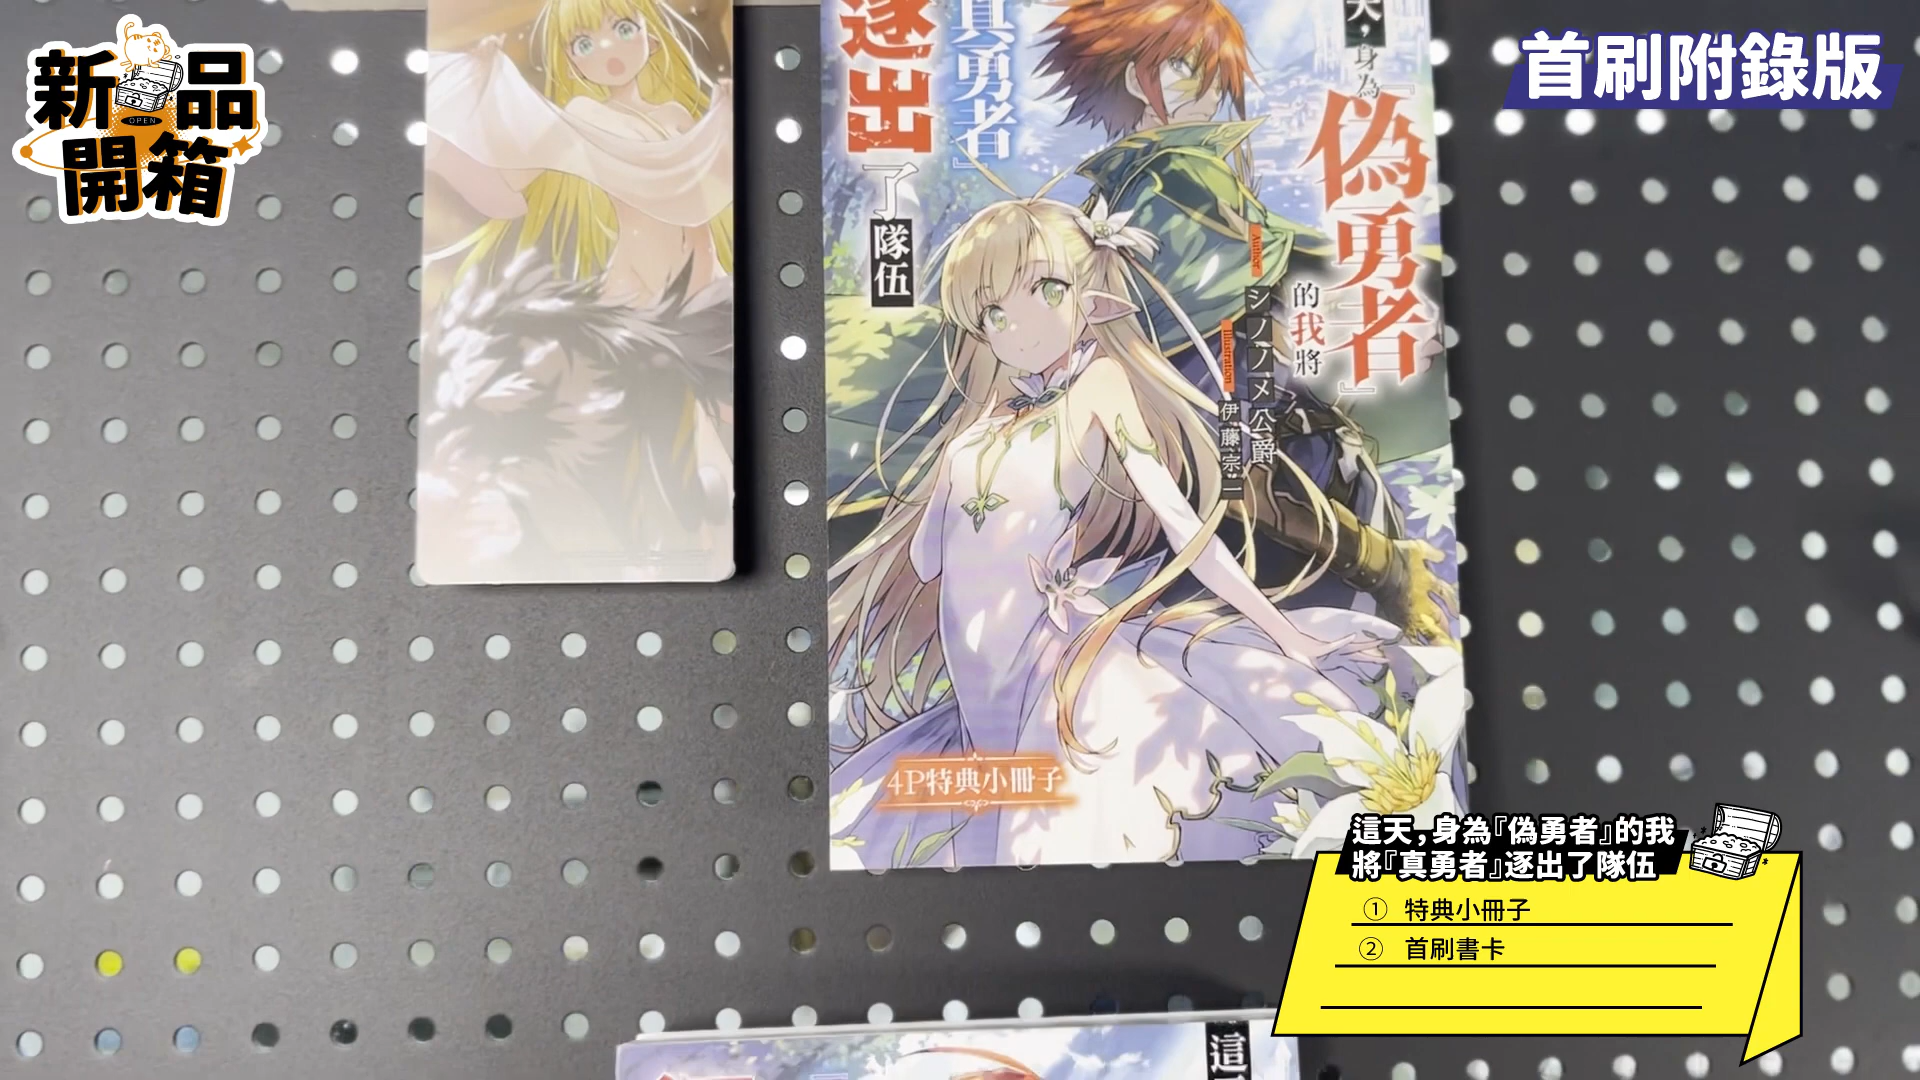 新品
OPEN
開箱
首刷附錄版
天，身為
『偽勇者』
的我將
真勇者』
逐出
了
隊伍
Author
シノノメ公爵
Illustration
伊藤宗一
4P特典小冊子
這天，身為『偽勇者』的我
將『真勇者』逐出了隊伍
① 特典小冊子
② 首刷書卡
這